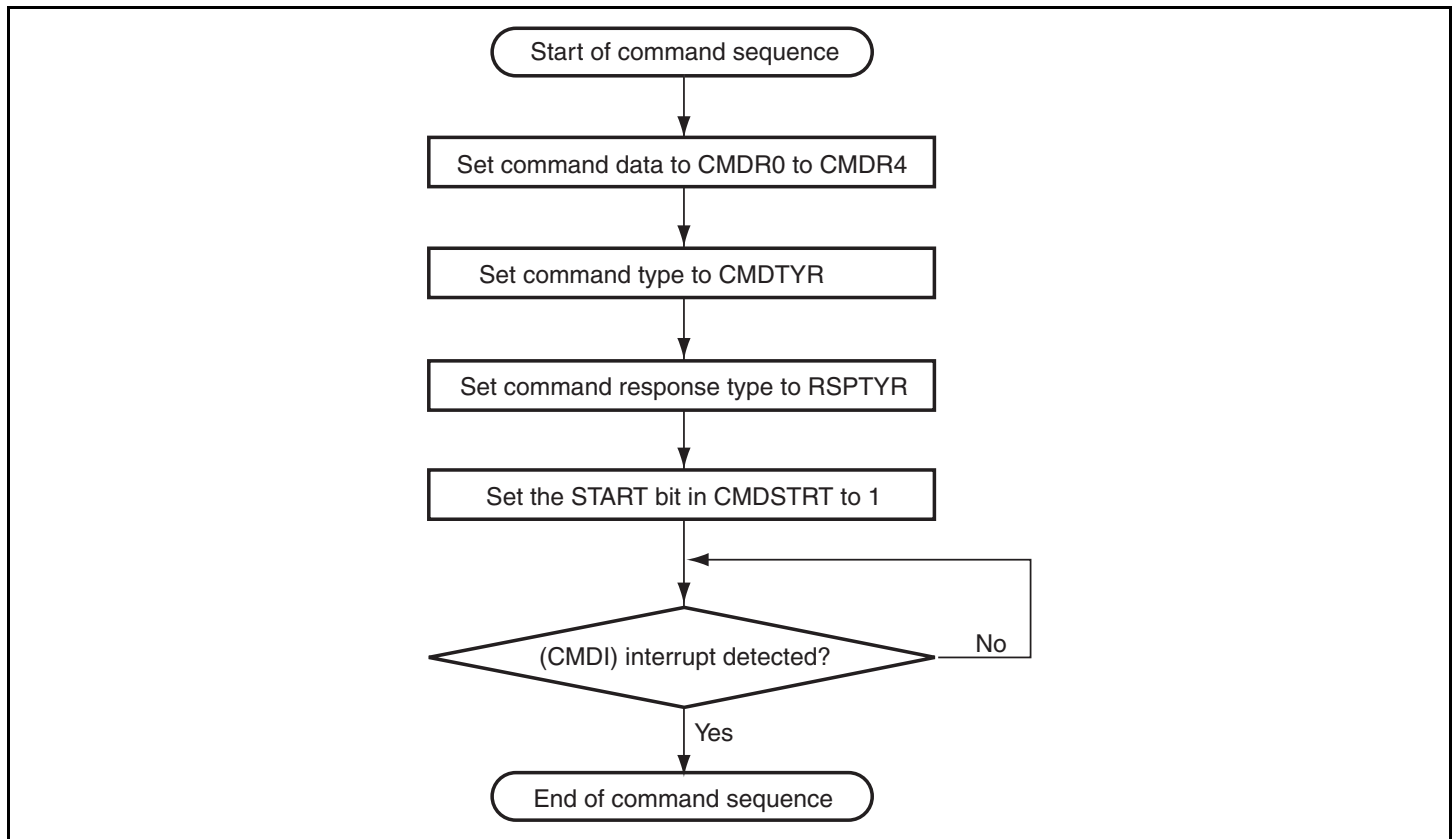 Start of command sequence
Set command data to CMDR0 to CMDR4
Set command type to CMDTYR
Set command response type to RSPTYR
Set the START bit in CMDSTRT to 1
(CMDI) interrupt detected?
No
Yes
End of command sequence